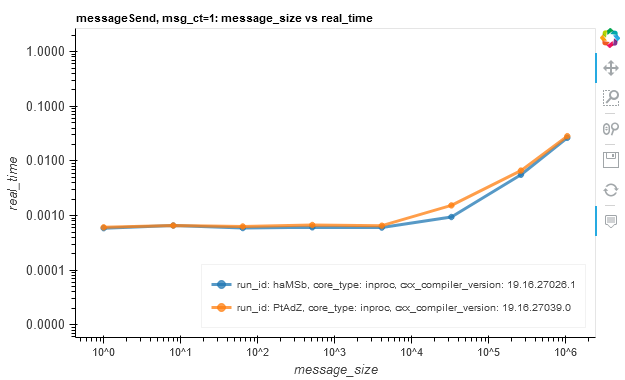 messageSend, msg_ct=1: message_size vs real_time
1.0000
0.1000
0.0100
0.0010
0.0001
0.0000
real_time
run_id: haMSb, core_type: inproc, cxx_compiler_version: 19.16.27026.1
run_id: PtAdZ, core_type: inproc, cxx_compiler_version: 19.16.27039.0
10^0
10^1
10^2
10^3
10^4
10^5
10^6
message_size